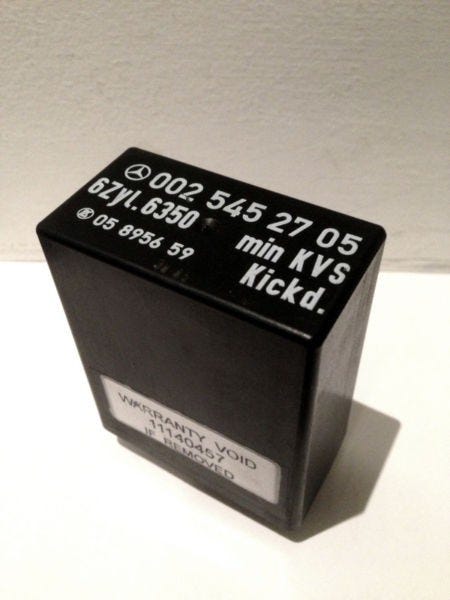 002 545 27 05
6Zyl. 6350 min KVS
05 8956 59 Kickd.
WARRANTY VOID
11140457
IF REMOVED